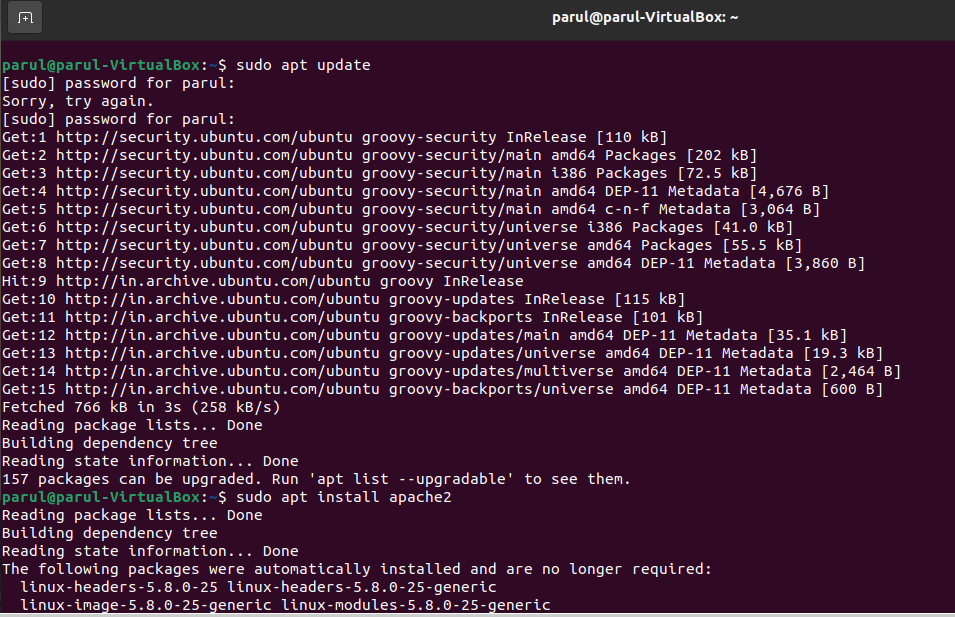 parul@parul-VirtualBox: ~
parul@parul-VirtualBox:~$ sudo apt update
[sudo] password for parul:
Sorry, try again.
[sudo] password for parul:
Get:1 http://security.ubuntu.com/ubuntu groovy-security InRelease [110 kB]
Get:2 http://security.ubuntu.com/ubuntu groovy-security/main amd64 Packages [202 kB]
Get:3 http://security.ubuntu.com/ubuntu groovy-security/main i386 Packages [72.5 kB]
Get:4 http://security.ubuntu.com/ubuntu groovy-security/main amd64 DEP-11 Metadata [4,676 B]
Get:5 http://security.ubuntu.com/ubuntu groovy-security/main amd64 c-n-f Metadata [3,064 B]
Get:6 http://security.ubuntu.com/ubuntu groovy-security/universe i386 Packages [41.0 kB]
Get:7 http://security.ubuntu.com/ubuntu groovy-security/universe amd64 Packages [55.5 kB]
Get:8 http://security.ubuntu.com/ubuntu groovy-security/universe amd64 DEP-11 Metadata [3,860 B]
Hit:9 http://in.archive.ubuntu.com/ubuntu groovy InRelease
Get:10 http://in.archive.ubuntu.com/ubuntu groovy-updates InRelease [115 kB]
Get:11 http://in.archive.ubuntu.com/ubuntu groovy-backports InRelease [101 kB]
Get:12 http://in.archive.ubuntu.com/ubuntu groovy-updates/main amd64 DEP-11 Metadata [35.1 kB]
Get:13 http://in.archive.ubuntu.com/ubuntu groovy-updates/universe amd64 DEP-11 Metadata [19.3 kB]
Get:14 http://in.archive.ubuntu.com/ubuntu groovy-updates/multiverse amd64 DEP-11 Metadata [2,464 B]
Get:15 http://in.archive.ubuntu.com/ubuntu groovy-backports/universe amd64 DEP-11 Metadata [600 B]
Fetched 766 kB in 3s (258 kB/s)
Reading package lists... Done
Building dependency tree
Reading state information... Done
157 packages can be upgraded. Run 'apt list --upgradable' to see them.
parul@parul-VirtualBox:~$ sudo apt install apache2
Reading package lists... Done
Building dependency tree
Reading state information... Done
The following packages were automatically installed and are no longer required:
  linux-headers-5.8.0-25 linux-headers-5.8.0-25-generic
  linux-image-5.8.0-25-generic linux-modules-5.8.0-25-generic